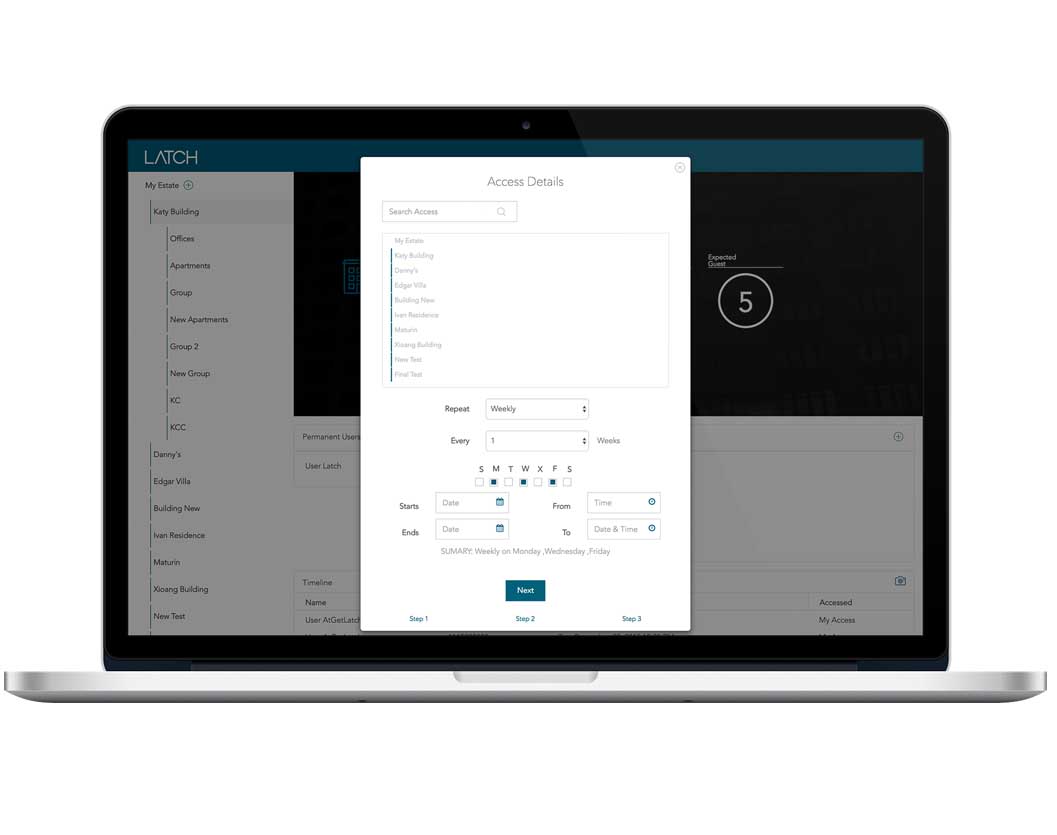 LATCH
My Estate
Katy Building
Offices
Apartments
Group
New Apartments
Group 2
New Group
KC
KCC
Danny's
Edgar Villa
Building New
Ivan Residence
Maturin
Xioang Building
New Test
Access Details
Search Access
My Estate
Katy Building
Danny's
Edgar Villa
Building New
Ivan Residence
Maturin
Xioang Building
New Test
Final Test
Repeat Weekly
Every 1 Weeks
S M T W X F S
Starts Date From Time
Ends Date To Date & Time
SUMARY: Weekly on Monday ,Wednesday ,Friday
Next
Step 1 Step 2 Step 3
Expected
Guest
5
Permanent Users
User Latch
Timeline
Name Accessed
User AtGetLatch My Access